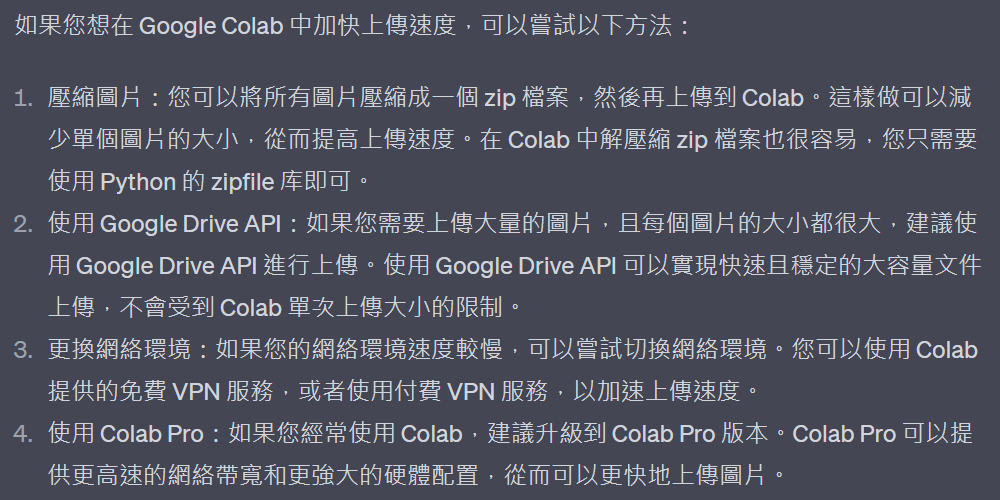 如果您想在 Google Colab 中加快上傳速度，可以嘗試以下方法：
1. 壓縮圖片：您可以將所有圖片壓縮成一個 zip 檔案，然後再上傳到 Colab。這樣做可以減
少單個圖片的大小，從而提高上傳速度。在 Colab 中解壓縮 zip 檔案也很容易，您只需要
使用 Python 的 zipfile 库即可。
2. 使用 Google Drive API：如果您需要上傳大量的圖片，且每個圖片的大小都很大，建議使
用 Google Drive API 進行上傳。使用 Google Drive API 可以實現快速且穩定的大容量文件
上傳，不會受到 Colab 單次上傳大小的限制。
3. 更換網絡環境：如果您的網絡環境速度較慢，可以嘗試切換網絡環境。您可以使用 Colab
提供的免費 VPN 服務，或者使用付費 VPN 服務，以加速上傳速度。
4. 使用 Colab Pro：如果您經常使用 Colab，建議升級到 Colab Pro 版本。Colab Pro 可以提
供更高速的網絡帶寬和更強大的硬體配置，從而可以更快地上傳圖片。